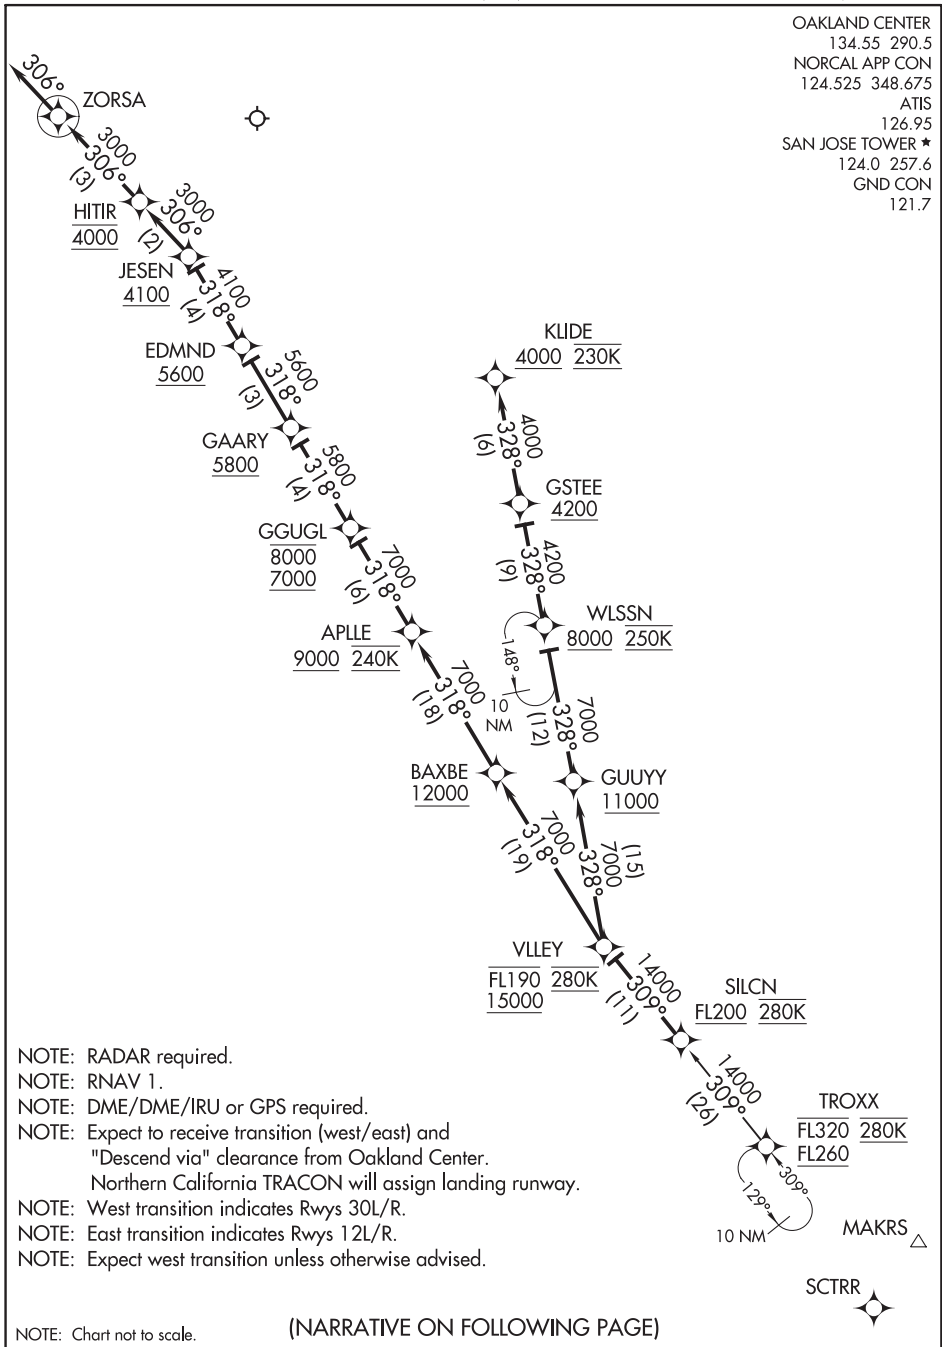 OAKLAND CENTER
134.55 290.5
NORCAL APP CON
124.525 348.675
ATIS
126.95
SAN JOSE TOWER ★
124.0 257.6
GND CON
121.7
306°
ZORSA
3000
306°
(3)
HITIR
4000
3000
306°
(2)
JESEN
4100
4100
318°
(4)
EDMND
5600
5600
318°
(3)
GAARY
5800
5800
318°
(4)
GGUGL
8000
7000
7000
318°
(6)
APLLE
9000 240K
7000
318°
(18)
BAXBE
12000
7000
318°
(19)
KLIDE
4000 230K
4000
328°
(6)
GSTEE
4200
4200
328°
(9)
WLSSN
8000 250K
148°
10
NM
7000
328°
(12)
GUUYY
11000
(15)
7000
328°
VLLEY
FL190 280K
15000
14000
309°
(11)
SILCN
FL200 280K
14000
309°
(26)
TROXX
FL320 280K
FL260
309°
129°
10 NM
MAKRS
SCTRR
NOTE: RADAR required.
NOTE: RNAV 1.
NOTE: DME/DME/IRU or GPS required.
NOTE: Expect to receive transition (west/east) and
"Descend via" clearance from Oakland Center.
Northern California TRACON will assign landing runway.
NOTE: West transition indicates Rwys 30L/R.
NOTE: East transition indicates Rwys 12L/R.
NOTE: Expect west transition unless otherwise advised.
NOTE: Chart not to scale.
(NARRATIVE ON FOLLOWING PAGE)